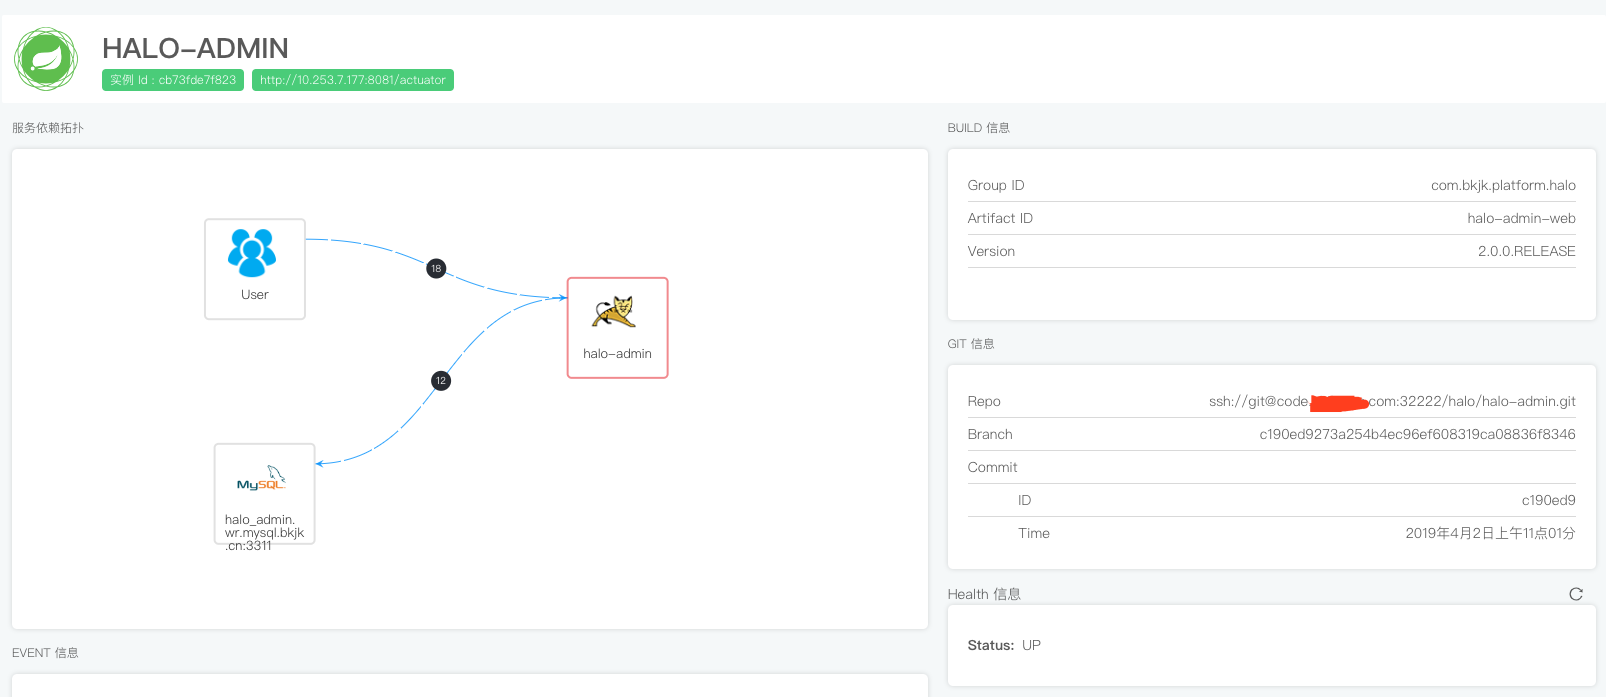 HALO-ADMIN
实例 Id : cb73fde7f823
http://10.253.7.177:8081/actuator
服务依赖拓扑
User
18
halo-admin
12
MySQL
halo_admin.
wr.mysql.bkjk
.cn:3311
EVENT 信息
BUILD 信息
Group ID com.bkjk.platform.halo
Artifact ID halo-admin-web
Version 2.0.0.RELEASE
GIT 信息
Repo ssh://git@code. .com:32222/halo/halo-admin.git
Branch c190ed9273a254b4ec96ef608319ca08836f8346
Commit
ID c190ed9
Time 2019年4月2日上午11点01分
Health 信息
Status: UP